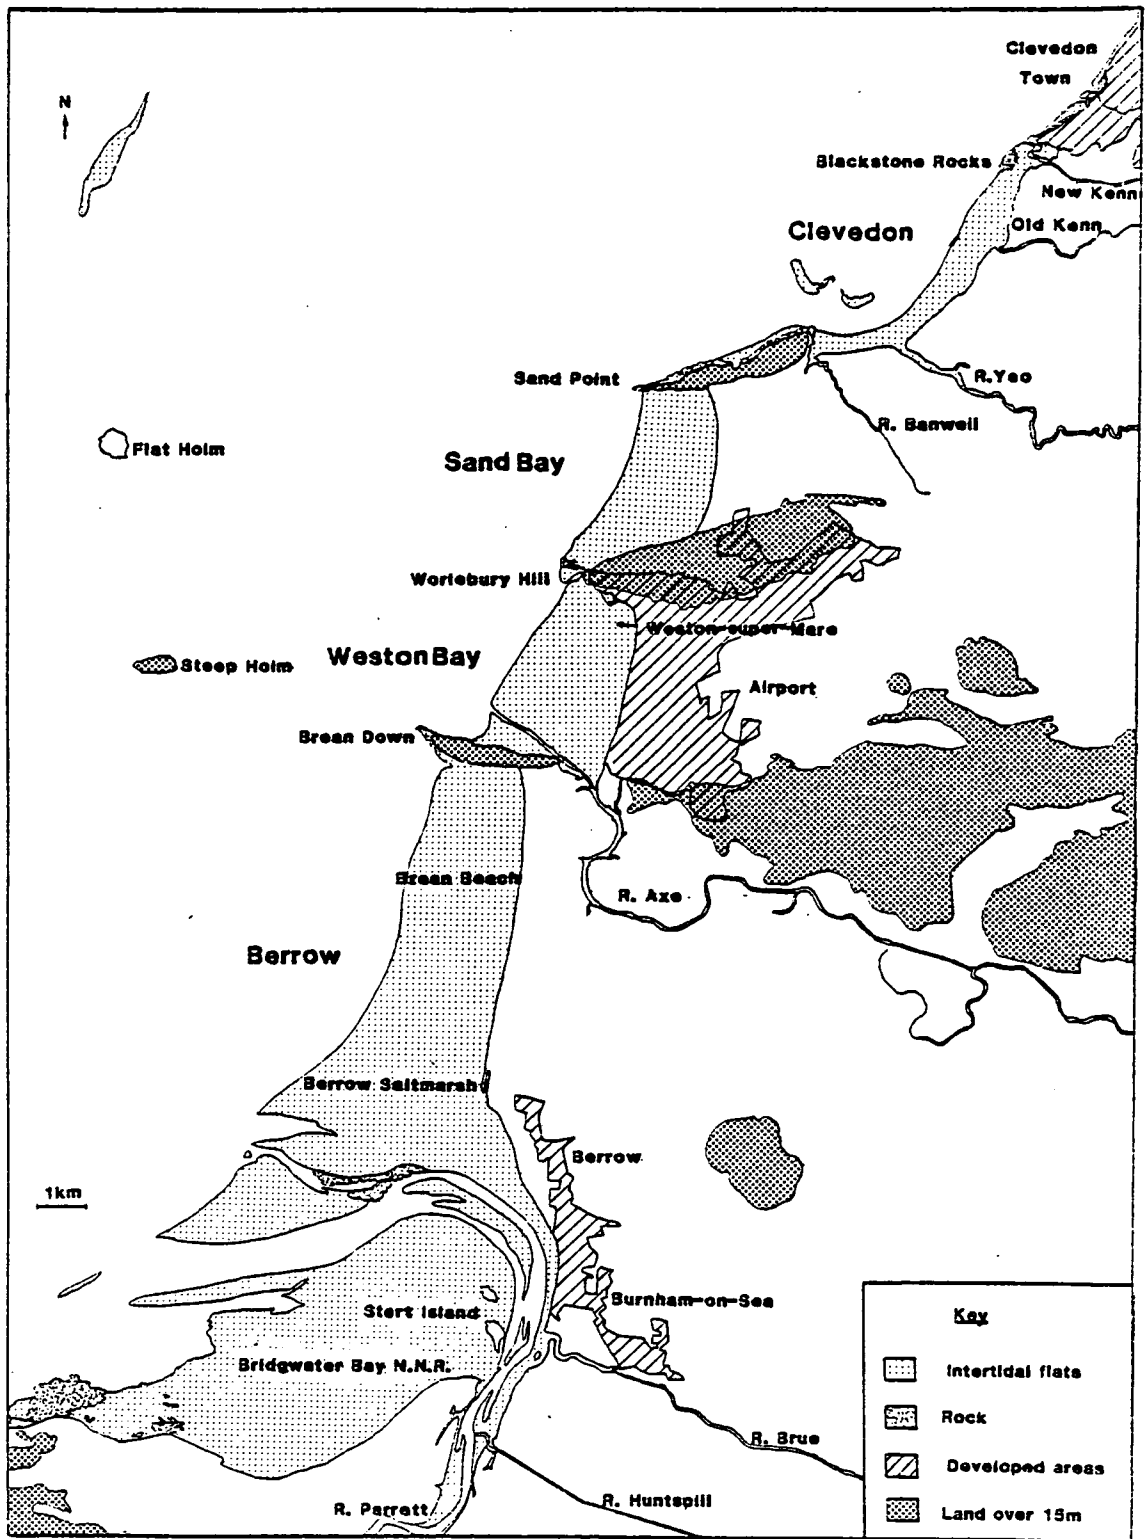 Clevedon
Town
N
Blackstone Rocks
New Kenn
Old Kenn
Clevedon
Sand Point
R.Yeo
R. Banwell
Flat Holm
Sand Bay
Worlebury Hill
Weston-super-Mare
Weston Bay
Steep Holm
Airport
Brean Down
Brean Beach
R. Axe
Berrow
Berrow Saltmarsh
Berrow
1km
Burnham-on-Sea
Stert Island
Bridgwater Bay N.N.R.
R. Brue
R. Huntspill
R. Parrett
Key
Intertidal flats
Rock
Developed areas
Land over 15m